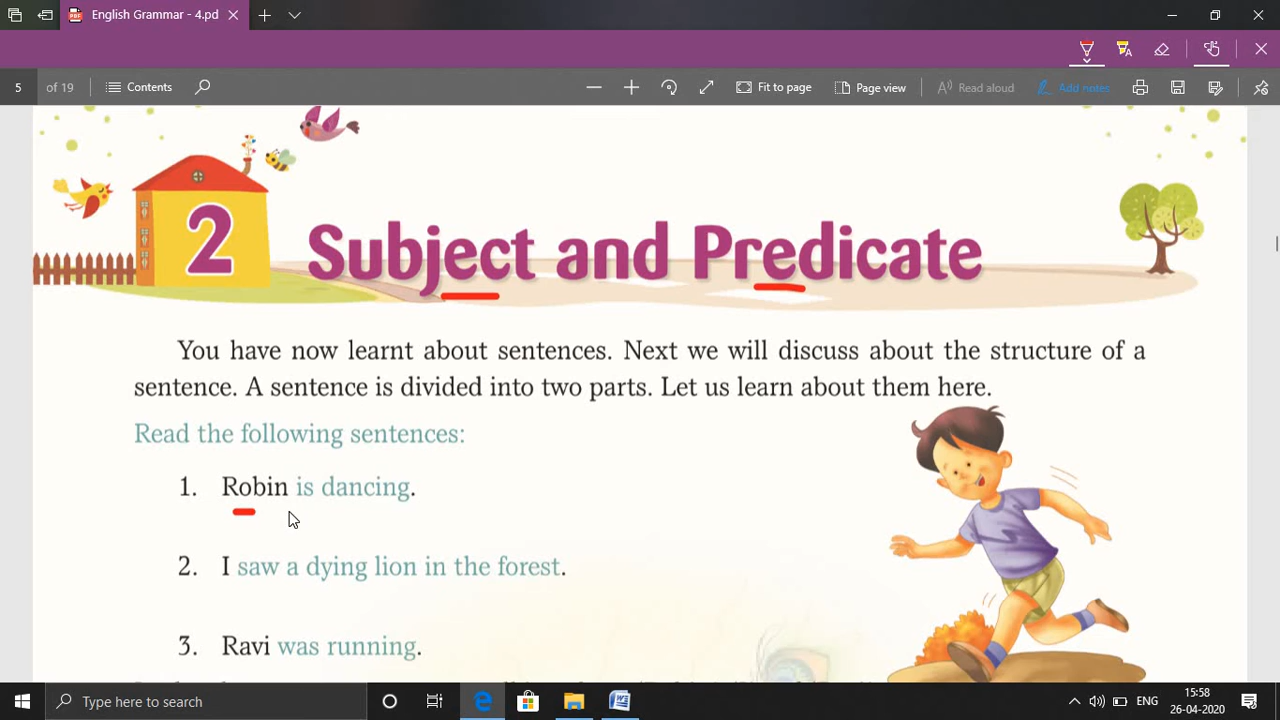 English Grammar - 4.pd
5 of 19 Contents Fit to page Page view Read aloud Add notes
2 Subject and Predicate
You have now learnt about sentences. Next we will discuss about the structure of a
sentence. A sentence is divided into two parts. Let us learn about them here.
Read the following sentences:
1. Robin is dancing.
2. I saw a dying lion in the forest.
3. Ravi was running.
Type here to search
ENG
15:58
26-04-2020